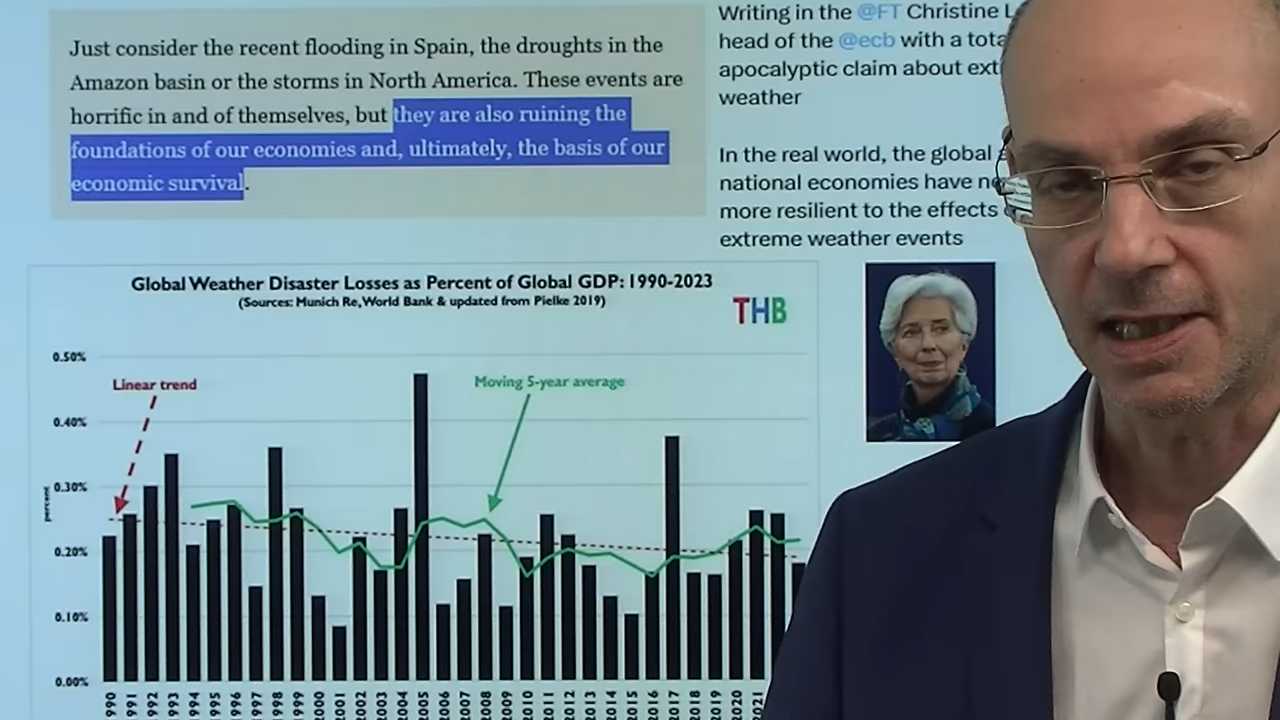 Just consider the recent flooding in Spain, the droughts in the
Amazon basin or the storms in North America. These events are
horrific in and of themselves, but they are also ruining the
foundations of our economies and, ultimately, the basis of our
economic survival.
Writing in the @FT Christine
head of the @ecb with a
apocalyptic claim about
weather
In the real world, the global
national economies have
more resilient to the effects
extreme weather events
Global Weather Disaster Losses as Percent of Global GDP: 1990-2023
(Sources: Munich Re, World Bank & updated from Pielke 2019)
THB
Linear trend
Moving 5-year average
percent
0.50%
0.40%
0.30%
0.20%
0.10%
0.00%
1990 1991 1992 1993 1994 1995 1996 1997 1998 1999 2000 2001 2002 2003 2004 2005 2006 2007 2008 2009 2010 2011 2012 2013 2014 2015 2016 2017 2018 2019 2020 2021